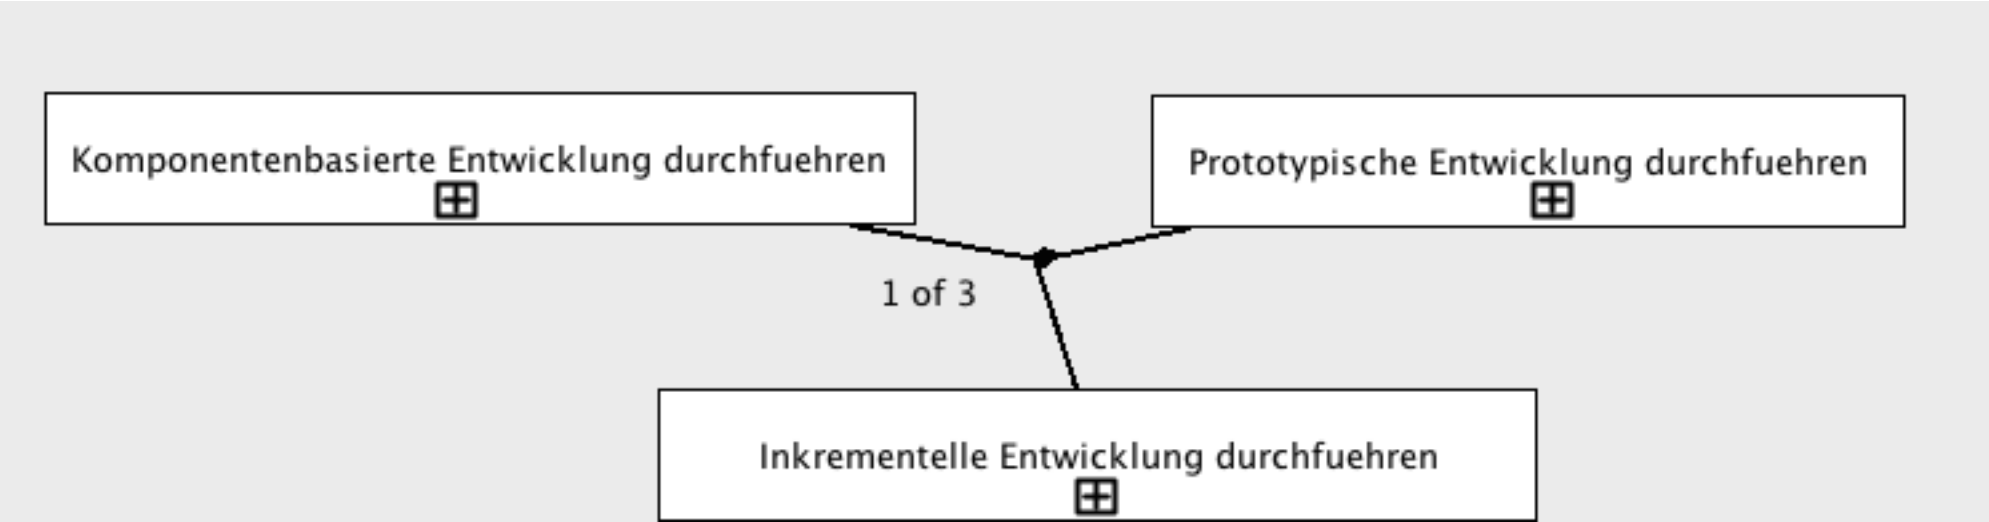 Komponentenbasierte Entwicklung durchfuehren
Prototypische Entwicklung durchfuehren
1 of 3
Inkrementelle Entwicklung durchfuehren